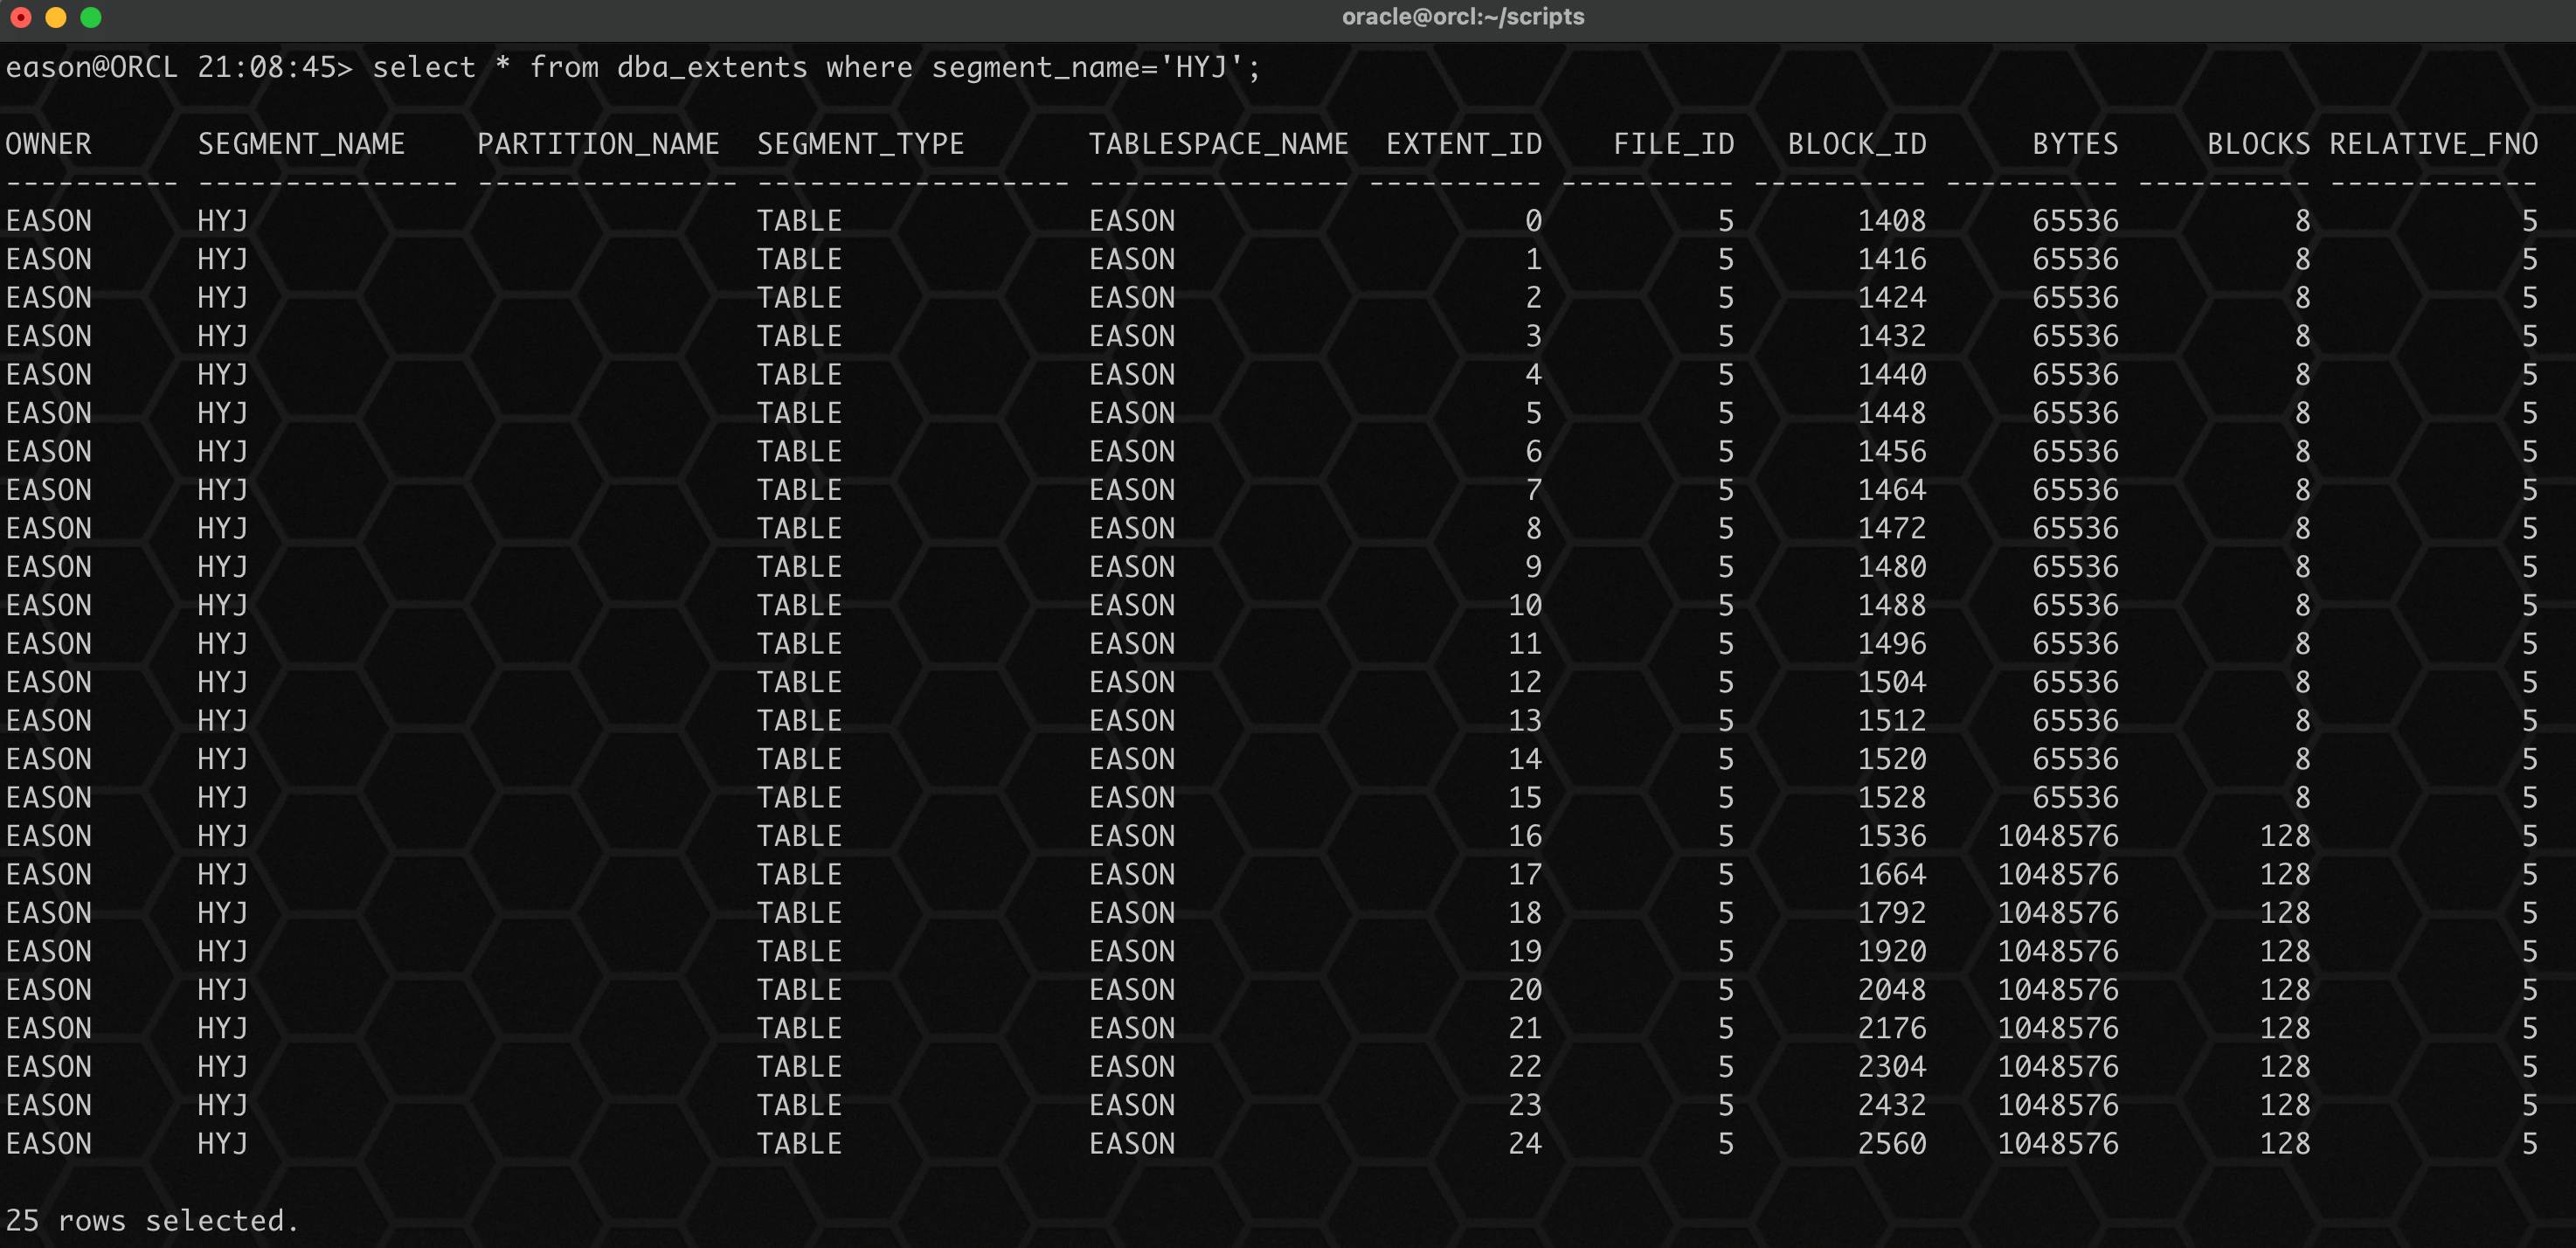 oracle@orcl:~/scripts
eason@ORCL 21:08:45> select * from dba_extents where segment_name='HYJ';
OWNER      SEGMENT_NAME    PARTITION_NAME  SEGMENT_TYPE       TABLESPACE_NAME  EXTENT_ID    FILE_ID   BLOCK_ID      BYTES     BLOCKS RELATIVE_FNO
---------- --------------- --------------- ------------------ --------------- ---------- ---------- ---------- ---------- ---------- ------------
EASON      HYJ                             TABLE              EASON                    0          5       1408      65536          8            5
EASON      HYJ                             TABLE              EASON                    1          5       1416      65536          8            5
EASON      HYJ                             TABLE              EASON                    2          5       1424      65536          8            5
EASON      HYJ                             TABLE              EASON                    3          5       1432      65536          8            5
EASON      HYJ                             TABLE              EASON                    4          5       1440      65536          8            5
EASON      HYJ                             TABLE              EASON                    5          5       1448      65536          8            5
EASON      HYJ                             TABLE              EASON                    6          5       1456      65536          8            5
EASON      HYJ                             TABLE              EASON                    7          5       1464      65536          8            5
EASON      HYJ                             TABLE              EASON                    8          5       1472      65536          8            5
EASON      HYJ                             TABLE              EASON                    9          5       1480      65536          8            5
EASON      HYJ                             TABLE              EASON                   10          5       1488      65536          8            5
EASON      HYJ                             TABLE              EASON                   11          5       1496      65536          8            5
EASON      HYJ                             TABLE              EASON                   12          5       1504      65536          8            5
EASON      HYJ                             TABLE              EASON                   13          5       1512      65536          8            5
EASON      HYJ                             TABLE              EASON                   14          5       1520      65536          8            5
EASON      HYJ                             TABLE              EASON                   15          5       1528      65536          8            5
EASON      HYJ                             TABLE              EASON                   16          5       1536    1048576        128            5
EASON      HYJ                             TABLE              EASON                   17          5       1664    1048576        128            5
EASON      HYJ                             TABLE              EASON                   18          5       1792    1048576        128            5
EASON      HYJ                             TABLE              EASON                   19          5       1920    1048576        128            5
EASON      HYJ                             TABLE              EASON                   20          5       2048    1048576        128            5
EASON      HYJ                             TABLE              EASON                   21          5       2176    1048576        128            5
EASON      HYJ                             TABLE              EASON                   22          5       2304    1048576        128            5
EASON      HYJ                             TABLE              EASON                   23          5       2432    1048576        128            5
EASON      HYJ                             TABLE              EASON                   24          5       2560    1048576        128            5
25 rows selected.